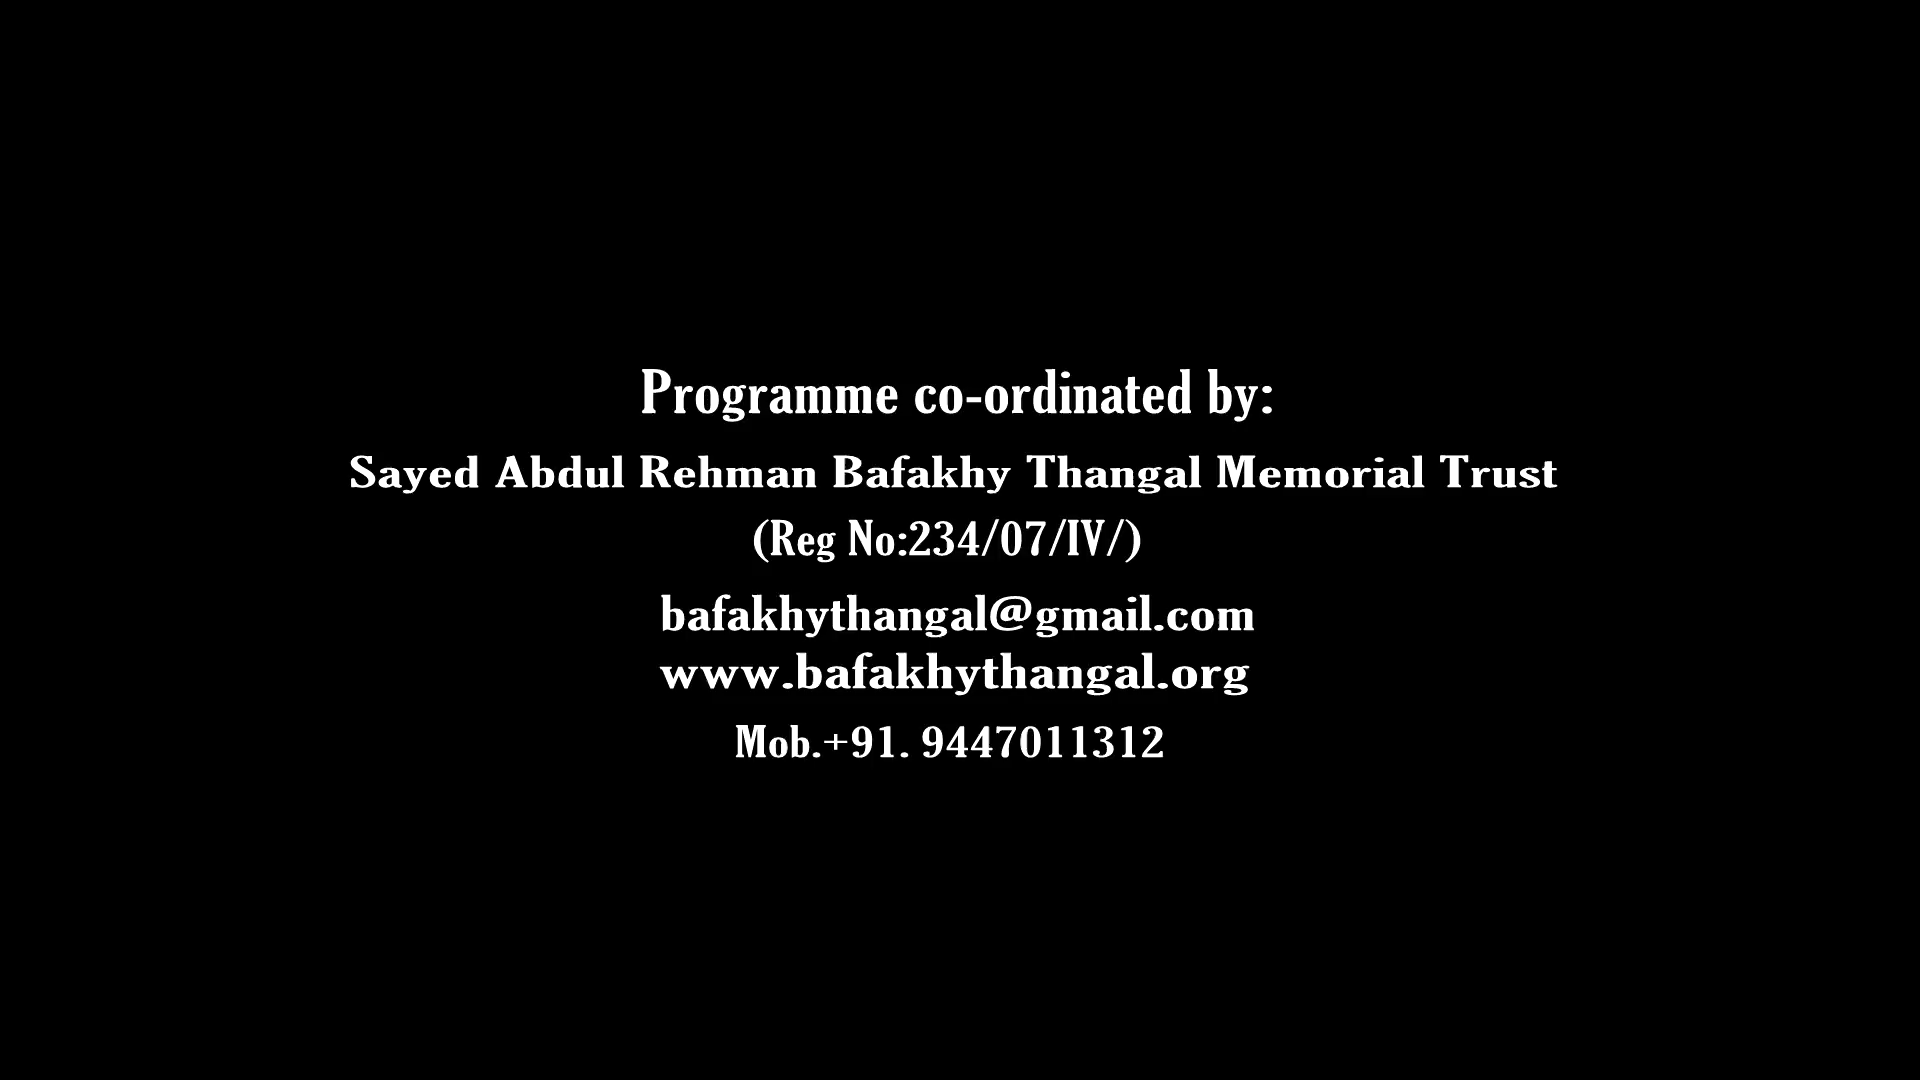 Programme co-ordinated by:
Sayed Abdul Rehman Bafakhy Thangal Memorial Trust
(Reg No:234/07/IV/)
bafakhythangal@gmail.com
www.bafakhythangal.org
Mob.+91. 9447011312